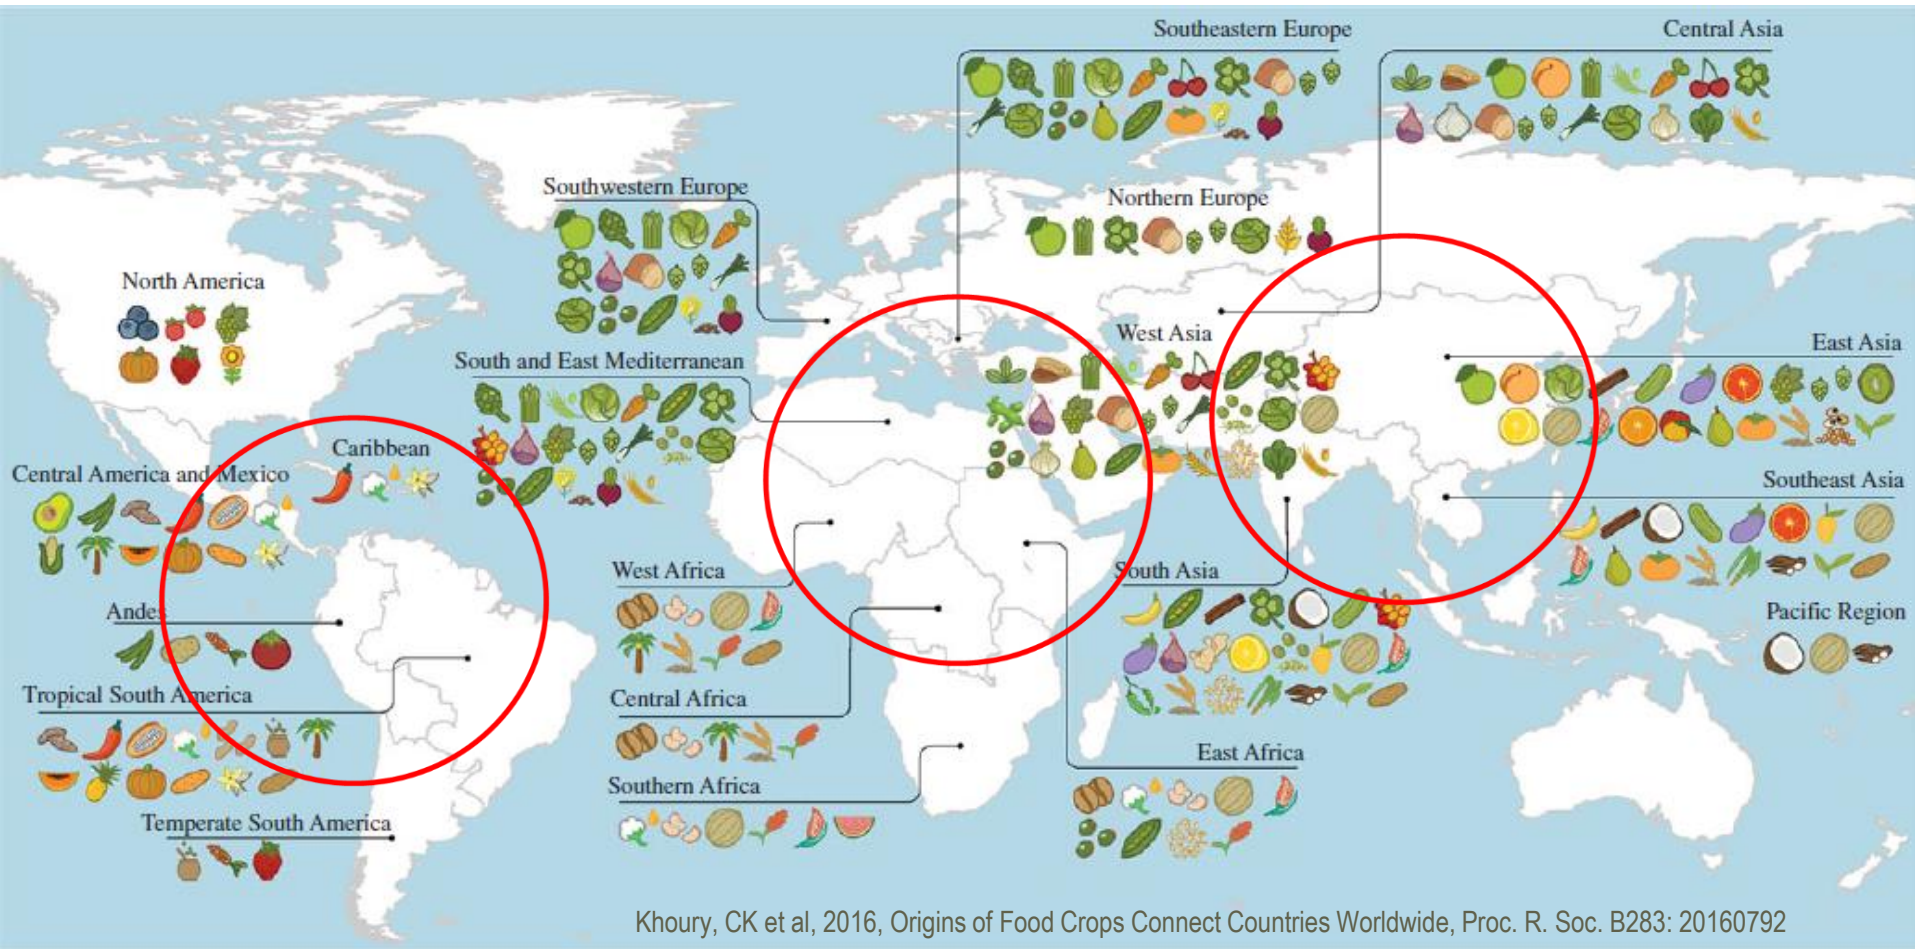 Southeastern Europe
Central Asia
Southwestern Europe
Northern Europe
North America
West Asia
East Asia
South and East Mediterranean
Caribbean
Central America and Mexico
Southeast Asia
West Africa
South Asia
Andes
Pacific Region
Tropical South America
Central Africa
East Africa
Southern Africa
Temperate South America
Khoury, CK et al, 2016, Origins of Food Crops Connect Countries Worldwide, Proc. R. Soc. B283: 20160792